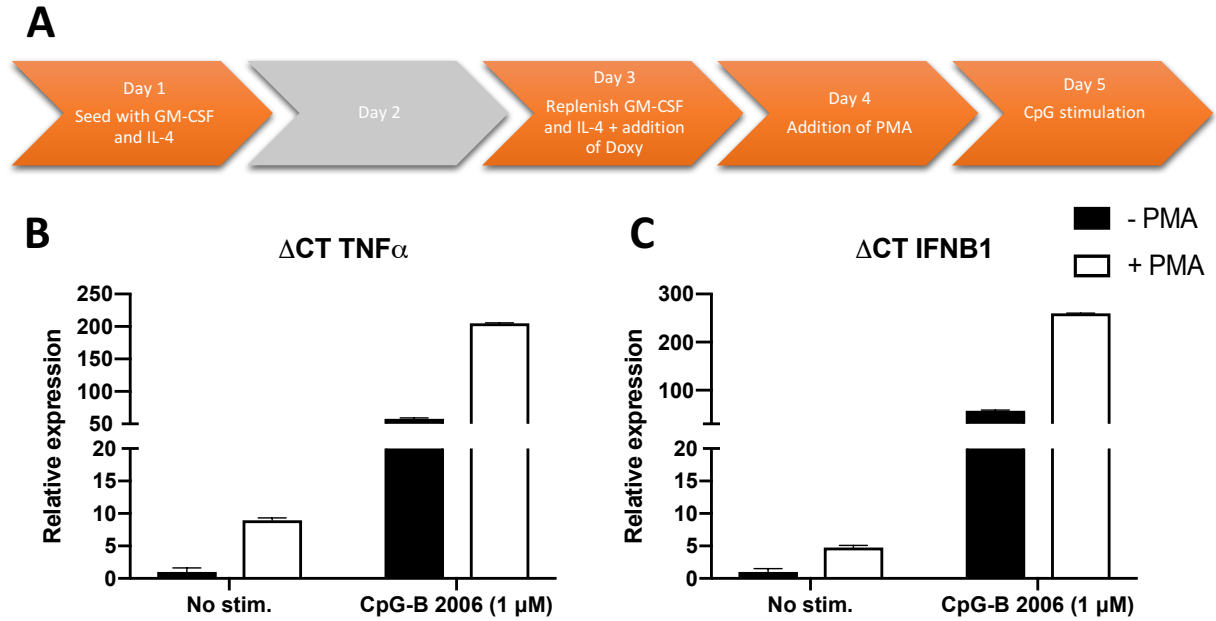 A
Day 1
Seed with GM-CSF
and IL-4
Day 2
Day 3
Replenish GM-CSF
and IL-4 + addition
of Doxy
Day 4
Addition of PMA
Day 5
CpG stimulation
B
ΔCT TNFα
Relative expression
250
200
150
100
50
20
15
10
5
0
No stim.
CpG-B 2006 (1 µM)
C
ΔCT IFNB1
- PMA
+ PMA
Relative expression
300
200
100
20
15
10
5
0
No stim.
CpG-B 2006 (1 µM)